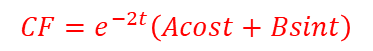 CF = e^{-2t}(Acost + Bsint)